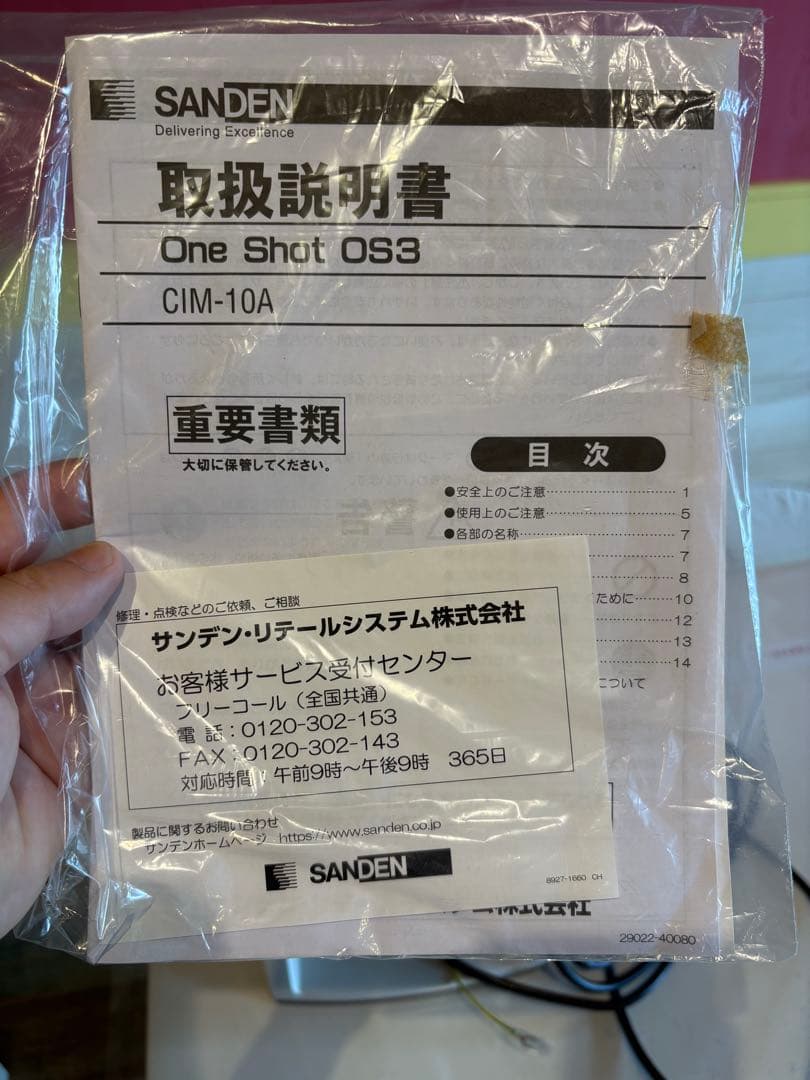 SANDEN
Delivering Excellence
取扱説明書
One Shot OS3
CIM-10A
重要書類
大切に保管してください。
目 次
●安全上のご注意 1
●使用上のご注意 5
●各部の名称 7
7
8
ために 10
12
13
14
について
修理・点検などのご依頼、ご相談
サンデン・リテールシステム株式会社
お客様サービス受付センター
フリーコール(全国共通)
電 話:0120-302-153
FAX:0120-302-143
対応時間:午前9時〜午後9時 365日
製品に関するお問い合わせ
サンデンホームページ https://www.sanden.co.jp
SANDEN
8927-1660 CH
株式会社
29022-40080